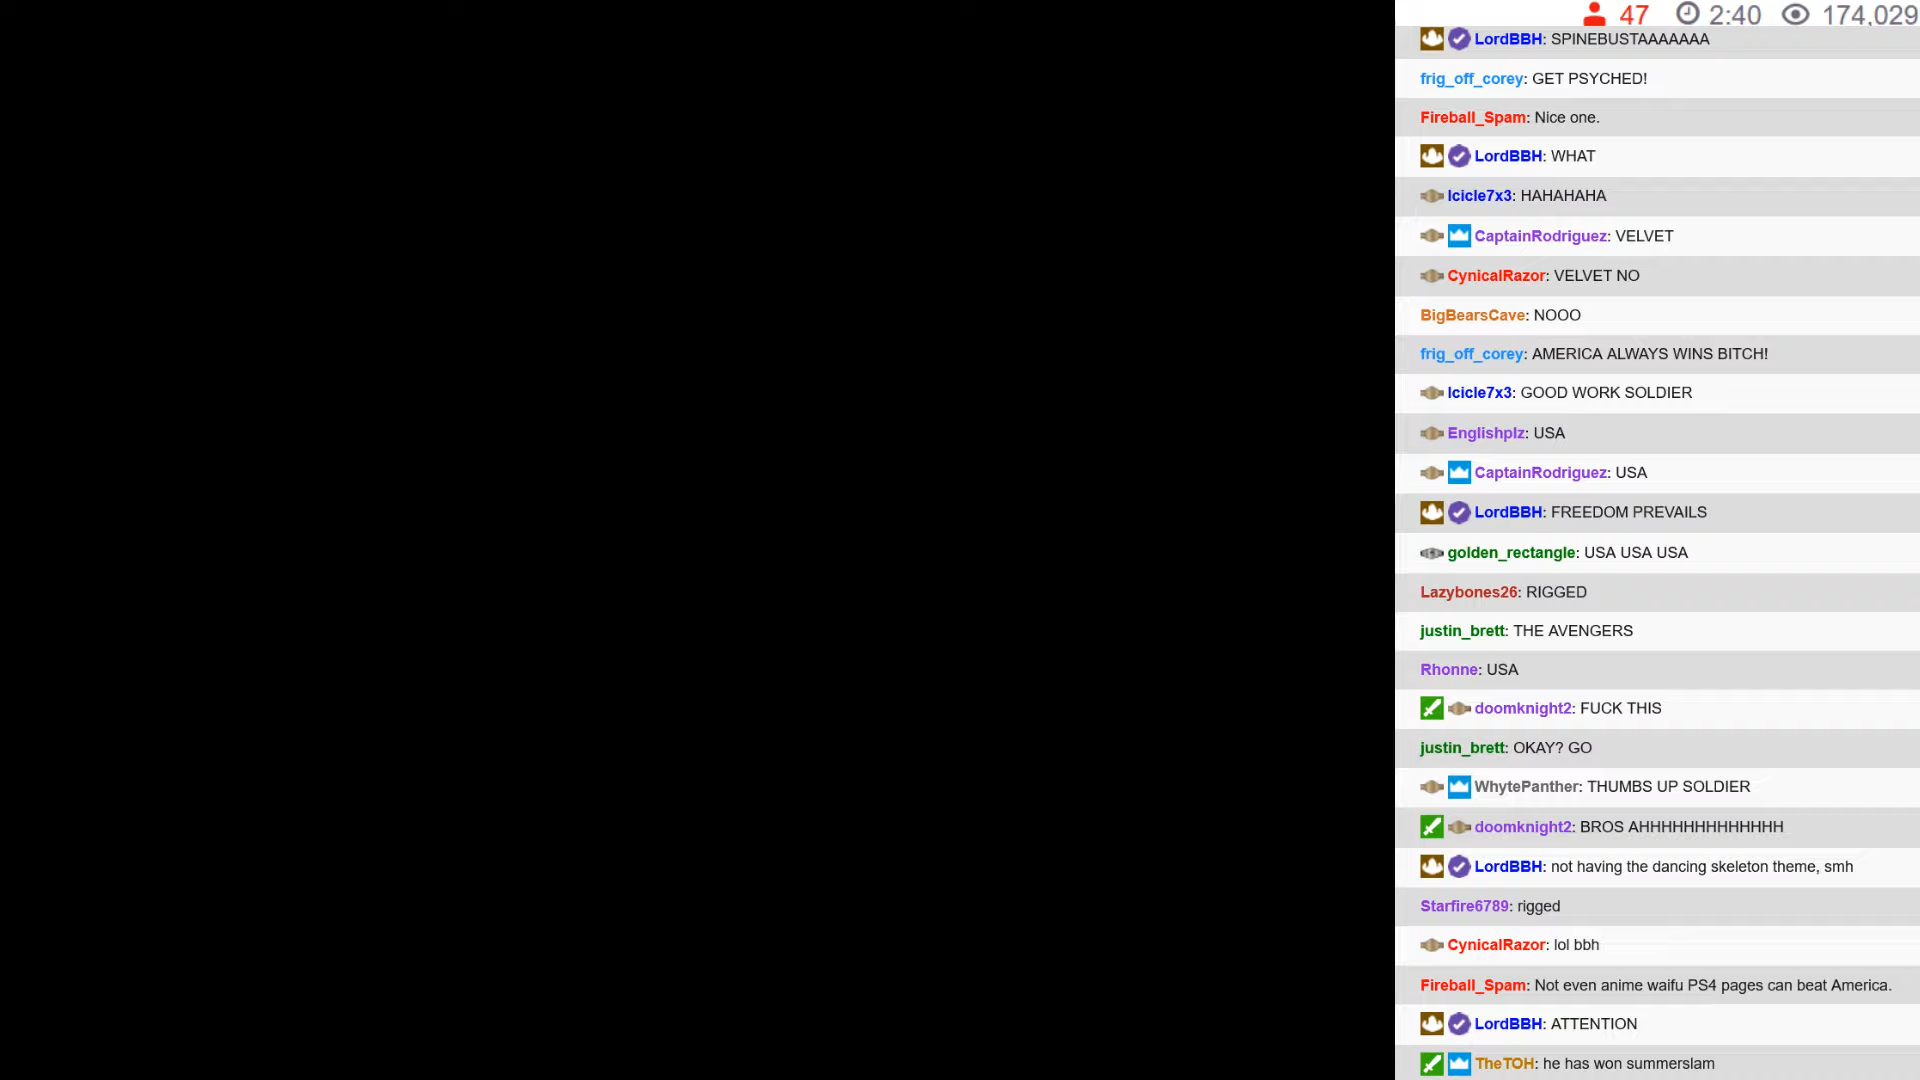 47 2:40 174,029
LordBBH: SPINEBUSTAAAAAAA
frig_off_corey: GET PSYCHED!
Fireball_Spam: Nice one.
LordBBH: WHAT
Icicle7x3: HAHAHAHA
CaptainRodriguez: VELVET
CynicalRazor: VELVET NO
BigBearsCave: NOOO
frig_off_corey: AMERICA ALWAYS WINS BITCH!
Icicle7x3: GOOD WORK SOLDIER
Englishplz: USA
CaptainRodriguez: USA
LordBBH: FREEDOM PREVAILS
golden_rectangle: USA USA USA
Lazybones26: RIGGED
justin_brett: THE AVENGERS
Rhonne: USA
doomknight2: FUCK THIS
justin_brett: OKAY? GO
WhytePanther: THUMBS UP SOLDIER
doomknight2: BROS AHHHHHHHHHHHHH
LordBBH: not having the dancing skeleton theme, smh
Starfire6789: rigged
CynicalRazor: lol bbh
Fireball_Spam: Not even anime waifu PS4 pages can beat America.
LordBBH: ATTENTION
TheTOH: he has won summerslam